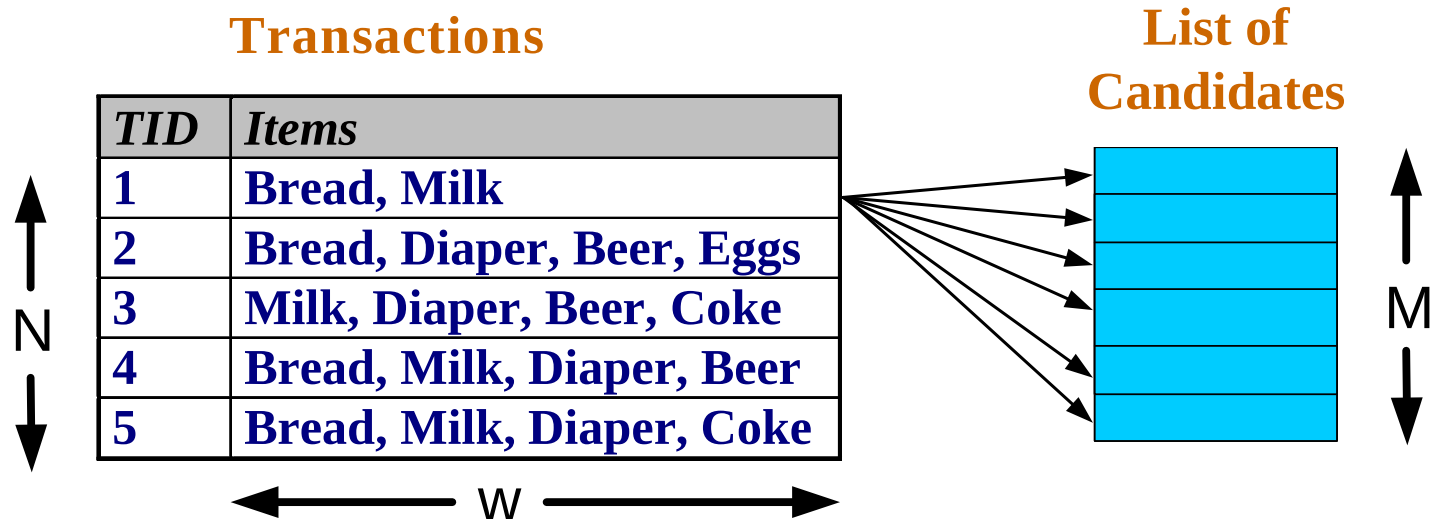 Transactions
List of
Candidates
TID Items
1 Bread, Milk
2 Bread, Diaper, Beer, Eggs
3 Milk, Diaper, Beer, Coke
4 Bread, Milk, Diaper, Beer
5 Bread, Milk, Diaper, Coke
N
M
w